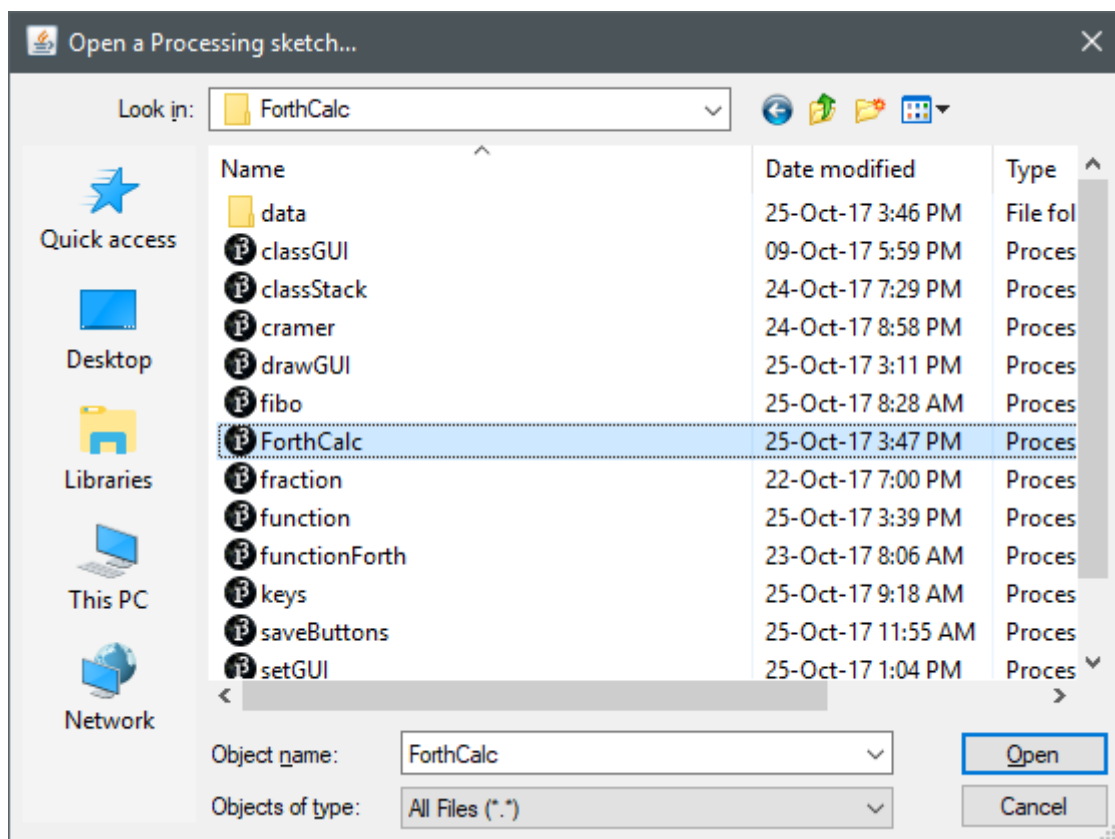 Open a Processing sketch...
Look in: ForthCalc
Name Date modified Type
data 25-Oct-17 3:46 PM File fol
classGUI 09-Oct-17 5:59 PM Proces
classStack 24-Oct-17 7:29 PM Proces
cramer 24-Oct-17 8:58 PM Proces
drawGUI 25-Oct-17 3:11 PM Proces
fibo 25-Oct-17 8:28 AM Proces
ForthCalc 25-Oct-17 3:47 PM Proces
fraction 22-Oct-17 7:00 PM Proces
function 25-Oct-17 3:39 PM Proces
functionForth 23-Oct-17 8:06 AM Proces
keys 25-Oct-17 9:18 AM Proces
saveButtons 25-Oct-17 11:55 AM Proces
setGUI 25-Oct-17 1:04 PM Proces
Quick access
Desktop
Libraries
This PC
Network
Object name: ForthCalc Open
Objects of type: All Files (*.*) Cancel